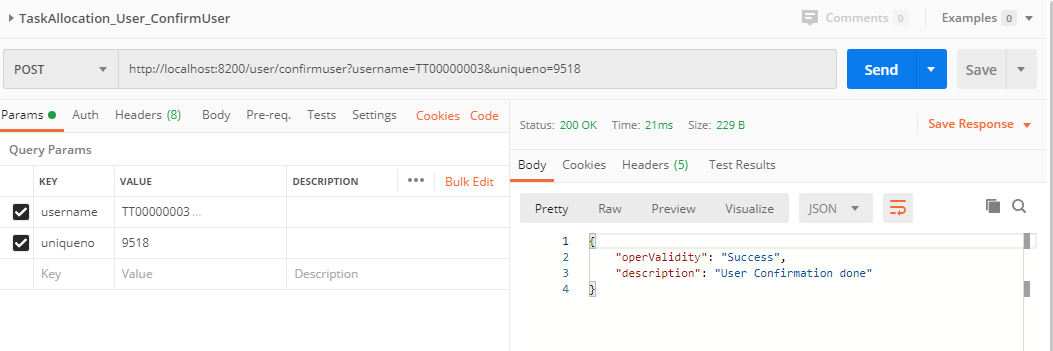 TaskAllocation_User_ConfirmUser
Comments 0 Examples 0
POST http://localhost:8200/user/confirmuser?username=TT00000003&uniqueno=9518 Send Save
Params Auth Headers (8) Body Pre-req. Tests Settings Cookies Code
Status: 200 OK Time: 21ms Size: 229 B Save Response
Query Params
KEY VALUE DESCRIPTION ••• Bulk Edit
username TT00000003...
uniqueno 9518
Key Value Description
Body Cookies Headers (5) Test Results
Pretty Raw Preview Visualize JSON
1 {
2 "operValidity": "Success",
3 "description": "User Confirmation done"
4 }